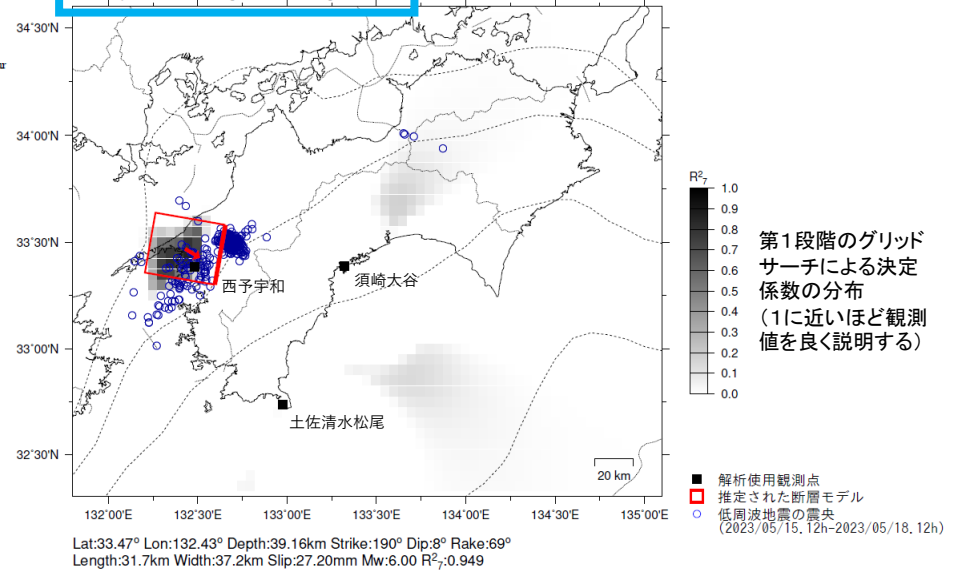 34°30'N
34°00'N
33°30'N
33°00'N
32°30'N
132°00'E 132°30'E 133°00'E 133°30'E 134°00'E 134°30'E 135°00'E
西予宇和
須崎大谷
土佐清水松尾
20 km
R²₇
1.0
0.9
0.8
0.7
0.6
0.5
0.4
0.3
0.2
0.1
0.0
第1段階のグリッド
サーチによる決定
係数の分布
(1に近いほど観測
値を良く説明する)
解析使用観測点
推定された断層モデル
低周波地震の震央
(2023/05/15.12h-2023/05/18.12h)
Lat:33.47° Lon:132.43° Depth:39.16km Strike:190° Dip:8° Rake:69°
Length:31.7km Width:37.2km Slip:27.20mm Mw:6.00 R²₇:0.949